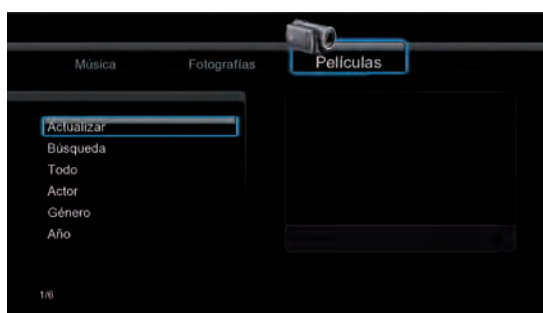 Música Fotografías Películas
Actualizar
Búsqueda
Todo
Actor
Género
Año
1/6